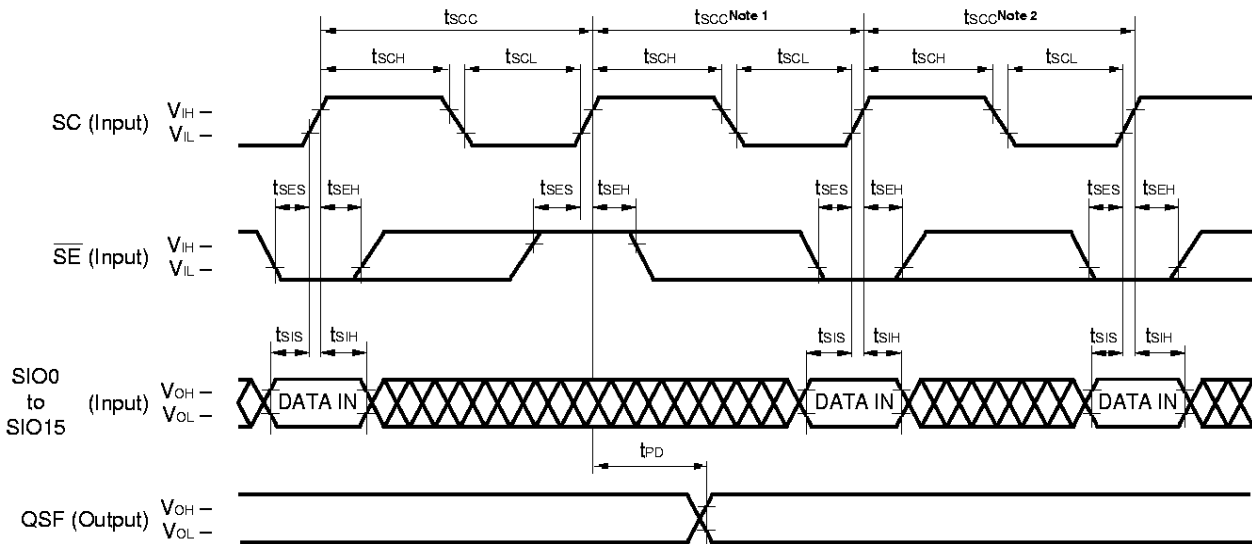 tSCC tSCC Note 1 tSCC Note 2
tSCH tSCL tSCH tSCL tSCH tSCL
SC (Input) VIH
VIL
tSES tSEH tSES tSEH tSES tSEH tSES tSEH
SE (Input) VIH
VIL
tSIS tSIH tSIS tSIH tSIS tSIH
SIO0
to
SIO15
(Input) VOH
VOL
DATA IN DATA IN DATA IN
tPD
QSF (Output) VOH
VOL